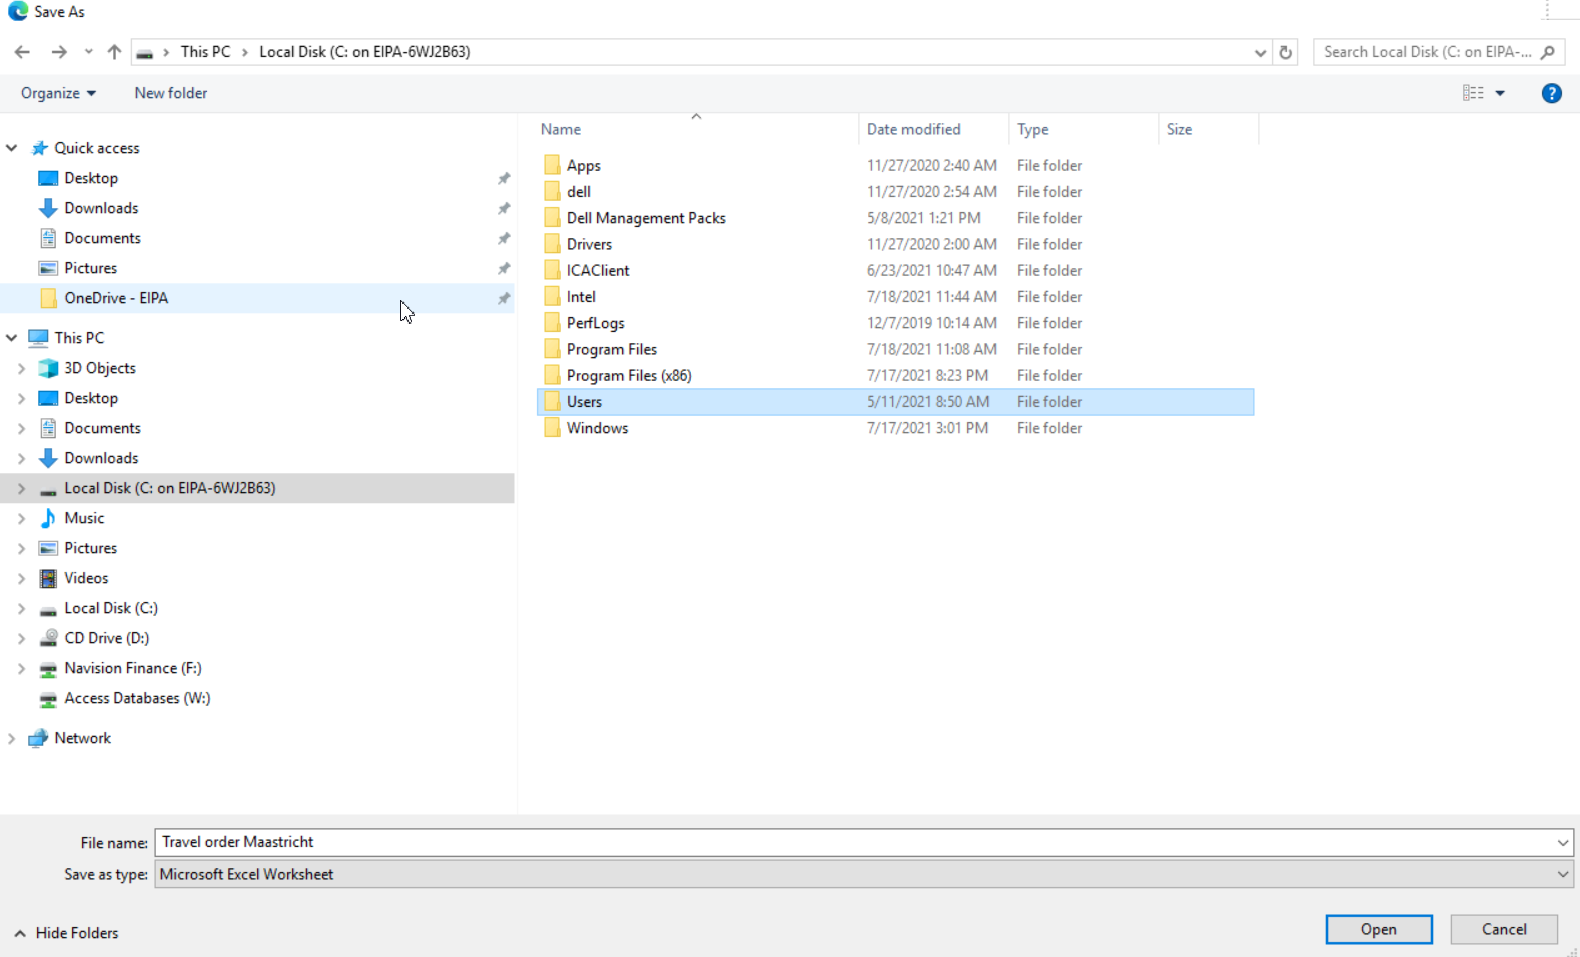 Save As
This PC > Local Disk (C: on EIPA-6WJ2B63)
Search Local Disk (C: on EIPA-...
Organize
New folder
?
Name
Date modified
Type
Size
Quick access
Desktop
Downloads
Documents
Pictures
OneDrive - EIPA
This PC
3D Objects
Desktop
Documents
Downloads
Local Disk (C: on EIPA-6WJ2B63)
Music
Pictures
Videos
Local Disk (C:)
CD Drive (D:)
Navision Finance (F:)
Access Databases (W:)
Network
Apps 11/27/2020 2:40 AM File folder
dell 11/27/2020 2:54 AM File folder
Dell Management Packs 5/8/2021 1:21 PM File folder
Drivers 11/27/2020 2:00 AM File folder
ICAClient 6/23/2021 10:47 AM File folder
Intel 7/18/2021 11:44 AM File folder
PerfLogs 12/7/2019 10:14 AM File folder
Program Files 7/18/2021 11:08 AM File folder
Program Files (x86) 7/17/2021 8:23 PM File folder
Users 5/11/2021 8:50 AM File folder
Windows 7/17/2021 3:01 PM File folder
File name: Travel order Maastricht
Save as type: Microsoft Excel Worksheet
Hide Folders
Open
Cancel